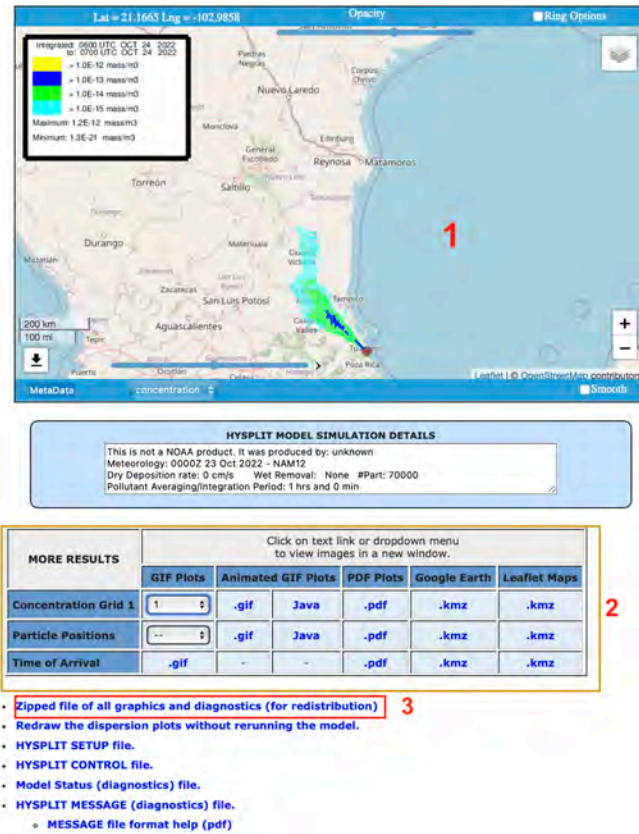 Lat = 21.1665 Lng = -102.9858
Opacity
Ring Options
Integrated: 0600 UTC OCT 24 2022
to: 0700 UTC OCT 24 2022
> 1.0E-12 mass/m3
> 1.0E-13 mass/m3
> 1.0E-14 mass/m3
> 1.0E-15 mass/m3
Maximum: 1.2E-12 mass/m3
Minimum: 1.3E-21 mass/m3
Piedras Negras
Corpus Christi
Nuevo Laredo
Monclova
Edinburg
General Escobedo
Reynosa
Matamoros
Torreón
Saltillo
Durango
Durango
Matehuala
Mazatlán
Zacatecas
Tampico
San Luis Potosí
Aguascalientes
Valles
Tepic
Poza Rica
Puerto
Ocotlán
1
200 km
100 mi
+
−
Leaflet | © OpenStreetMap contributors
MetaData
concentration
Smooth
HYSPLIT MODEL SIMULATION DETAILS
This is not a NOAA product. It was produced by: unknown
Meteorology: 0000Z 23 Oct 2022 - NAM12
Dry Deposition rate: 0 cm/s Wet Removal: None #Part: 70000
Pollutant Averaging/Integration Period: 1 hrs and 0 min
MORE RESULTS
Click on text link or dropdown menu
to view images in a new window.
GIF Plots Animated GIF Plots PDF Plots Google Earth Leaflet Maps
Concentration Grid 1 1 .gif Java .pdf .kmz .kmz
Particle Positions -- .gif Java .pdf .kmz .kmz
Time of Arrival .gif - - .pdf .kmz .kmz
2
Zipped file of all graphics and diagnostics (for redistribution) 3
Redraw the dispersion plots without rerunning the model.
HYSPLIT SETUP file.
HYSPLIT CONTROL file.
Model Status (diagnostics) file.
HYSPLIT MESSAGE (diagnostics) file.
MESSAGE file format help (pdf)